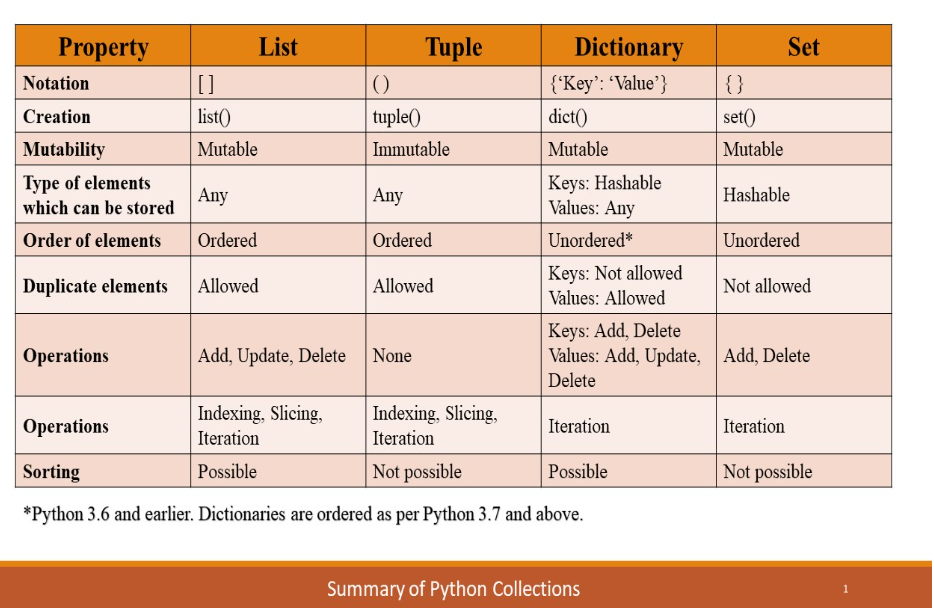 Property List Tuple Dictionary Set
Notation [ ] ( ) {‘Key’: ‘Value’} { }
Creation list() tuple() dict() set()
Mutability Mutable Immutable Mutable Mutable
Type of elements which can be stored Any Any Keys: Hashable Values: Any Hashable
Order of elements Ordered Ordered Unordered* Unordered
Duplicate elements Allowed Allowed Keys: Not allowed Values: Allowed Not allowed
Operations Add, Update, Delete None Keys: Add, Delete Values: Add, Update, Delete Add, Delete
Operations Indexing, Slicing, Iteration Indexing, Slicing, Iteration Iteration Iteration
Sorting Possible Not possible Possible Not possible
*Python 3.6 and earlier. Dictionaries are ordered as per Python 3.7 and above.
Summary of Python Collections 1